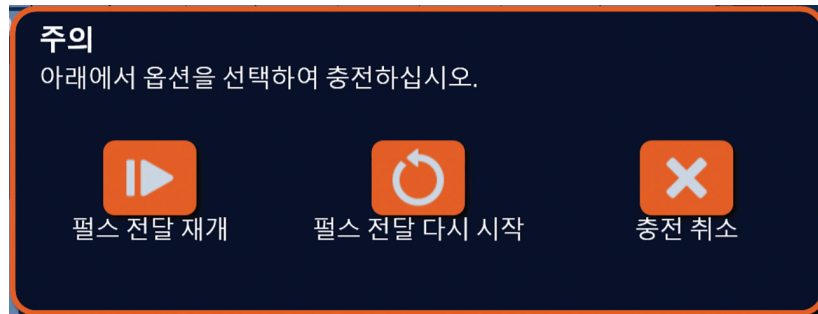 주의
아래에서 옵션을 선택하여 충전하십시오.
펄스 전달 재개
펄스 전달 다시 시작
충전 취소